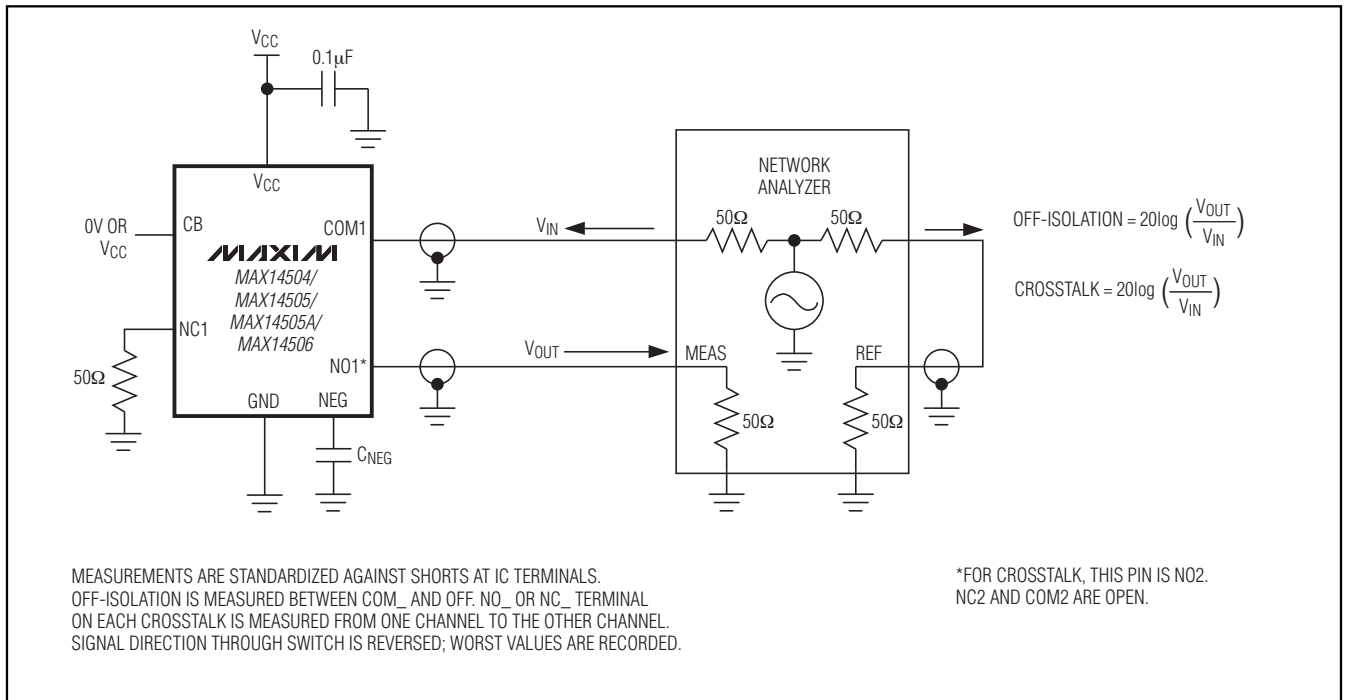 VCC
0.1µF
VCC
CB
0V OR
VCC
COM1
MAXIM
MAX14504/
MAX14505/
MAX14505A/
MAX14506
NC1
NO1*
50Ω
GND
NEG
CNEG
VIN
VOUT
NETWORK
ANALYZER
50Ω
50Ω
MEAS
REF
50Ω
50Ω
OFF-ISOLATION = 20log (VOUT/VIN)
CROSSTALK = 20log (VOUT/VIN)
MEASUREMENTS ARE STANDARDIZED AGAINST SHORTS AT IC TERMINALS.
OFF-ISOLATION IS MEASURED BETWEEN COM_ AND OFF. NO_ OR NC_ TERMINAL
ON EACH CROSSTALK IS MEASURED FROM ONE CHANNEL TO THE OTHER CHANNEL.
SIGNAL DIRECTION THROUGH SWITCH IS REVERSED; WORST VALUES ARE RECORDED.
*FOR CROSSTALK, THIS PIN IS NO2.
NC2 AND COM2 ARE OPEN.